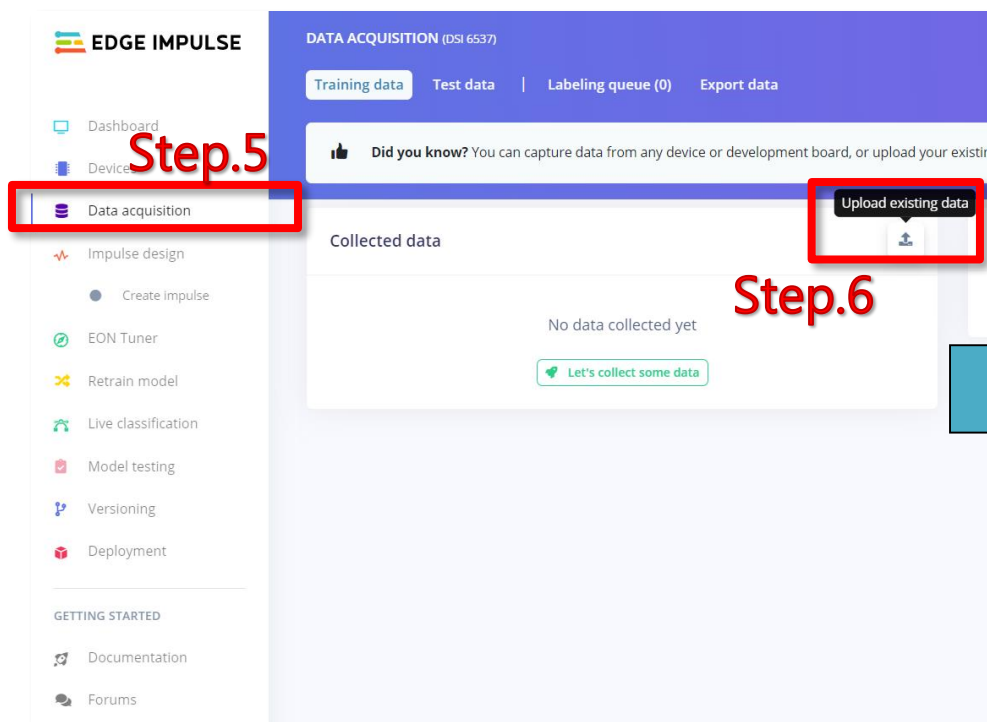 EDGE IMPULSE
DATA ACQUISITION (DSI 6537)
Training data Test data | Labeling queue (0) Export data
Did you know? You can capture data from any device or development board, or upload your
Dashboard
Step.5
Devices
Data acquisition
Impulse design
Create impulse
EON Tuner
Retrain model
Live classification
Model testing
Versioning
Deployment
GETTING STARTED
Documentation
Forums
Upload existing data
Collected data
Step.6
No data collected yet
Let's collect some data